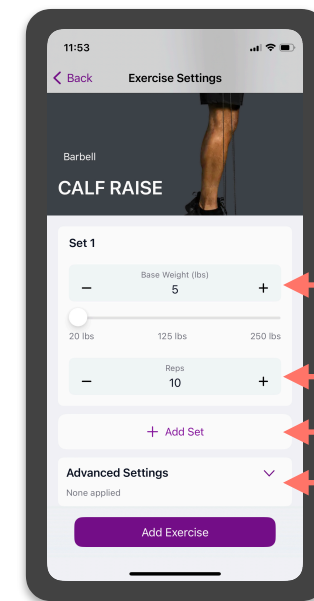 11:53
Back Exercise Settings
Barbell
CALF RAISE
Set 1
Base Weight (lbs)
− 5 +
20 lbs 125 lbs 250 lbs
Reps
− 10 +
+ Add Set
Advanced Settings
None applied
Add Exercise